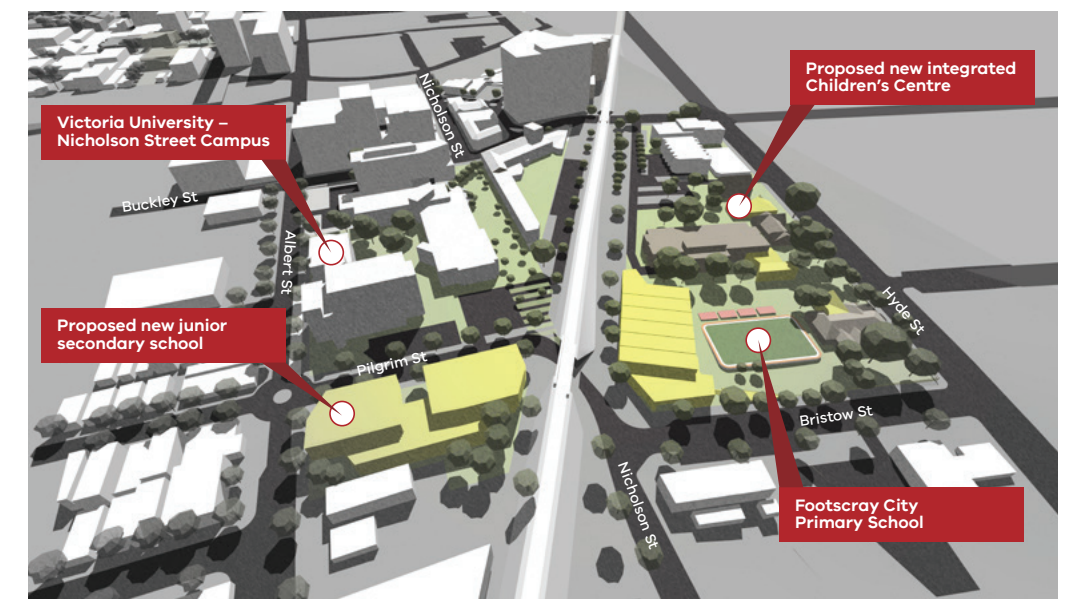 Proposed new integrated
Children's Centre
Nicholson St
Victoria University –
Nicholson Street Campus
Buckley St
Albert St
Hyde St
Proposed new junior
secondary school
Pilgrim St
Bristow St
Nicholson St
Footscray City
Primary School